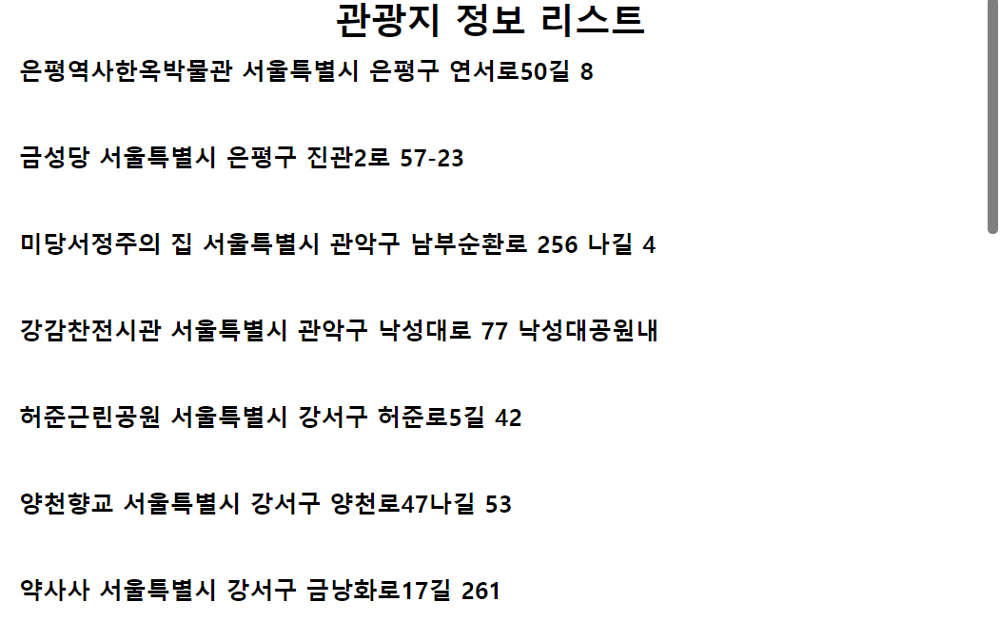 관광지 정보 리스트
은평역사한옥박물관 서울특별시 은평구 연서로50길 8
금성당 서울특별시 은평구 진관2로 57-23
미당서정주의 집 서울특별시 관악구 남부순환로 256 나길 4
강감찬전시관 서울특별시 관악구 낙성대로 77 낙성대공원내
허준근린공원 서울특별시 강서구 허준로5길 42
양천향교 서울특별시 강서구 양천로47나길 53
약사사 서울특별시 강서구 금낭화로17길 261